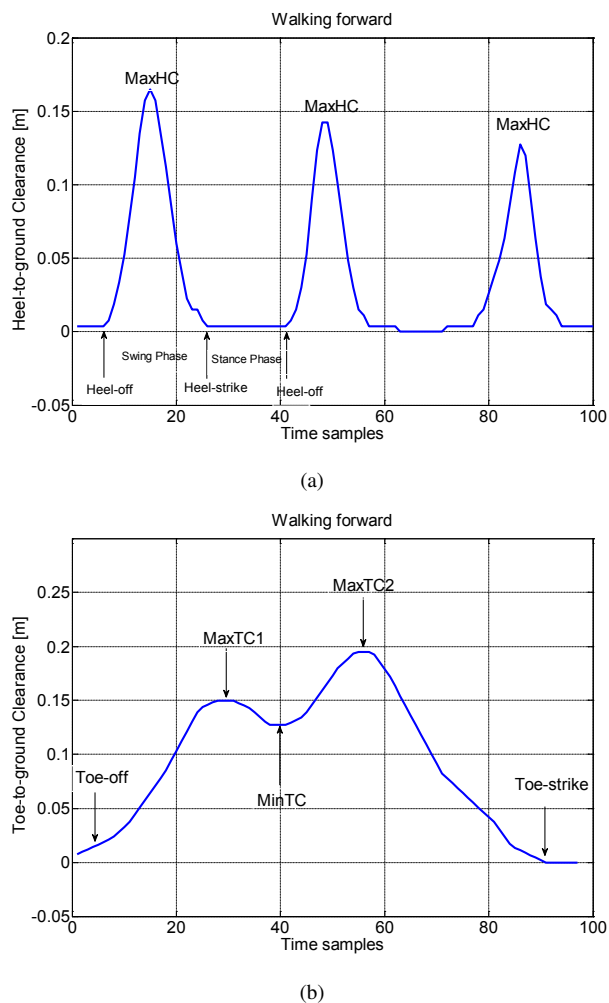 Walking forward
0.2
MaxHC
0.15
MaxHC
MaxHC
0.1
Heel-to-ground Clearance [m]
0.05
0
Swing Phase
Stance Phase
Heel-off
Heel-strike
Heel-off
-0.05
0 20 40 60 80 100
Time samples
(a)
Walking forward
0.25
MaxTC2
0.2
MaxTC1
0.15
Toe-to-ground Clearance [m]
0.1
Toe-off
MinTC
Toe-strike
0.05
0
-0.05
0 20 40 60 80 100
Time samples
(b)